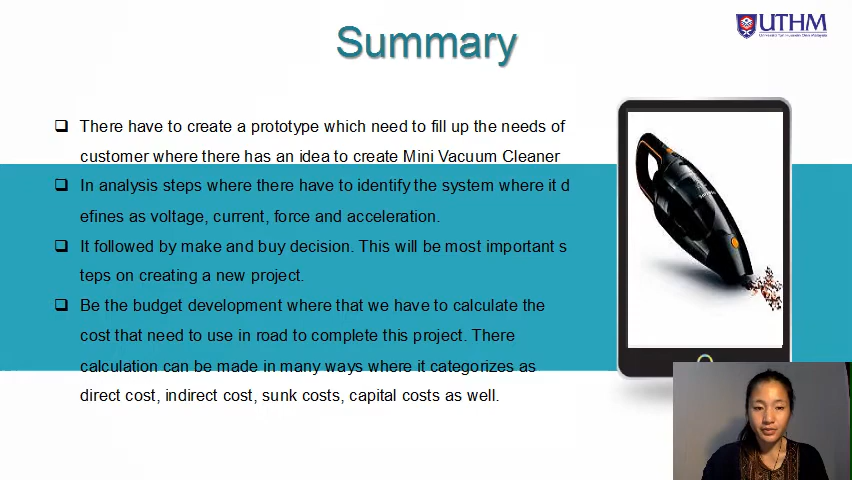 Summary
UTHM
Universiti Tun Hussein Onn Malaysia
There have to create a prototype which need to fill up the needs of
customer where there has an idea to create Mini Vacuum Cleaner
In analysis steps where there have to identify the system where it d
efines as voltage, current, force and acceleration.
It followed by make and buy decision. This will be most important s
teps on creating a new project.
Be the budget development where that we have to calculate the
cost that need to use in road to complete this project. There
calculation can be made in many ways where it categorizes as
direct cost, indirect cost, sunk costs, capital costs as well.